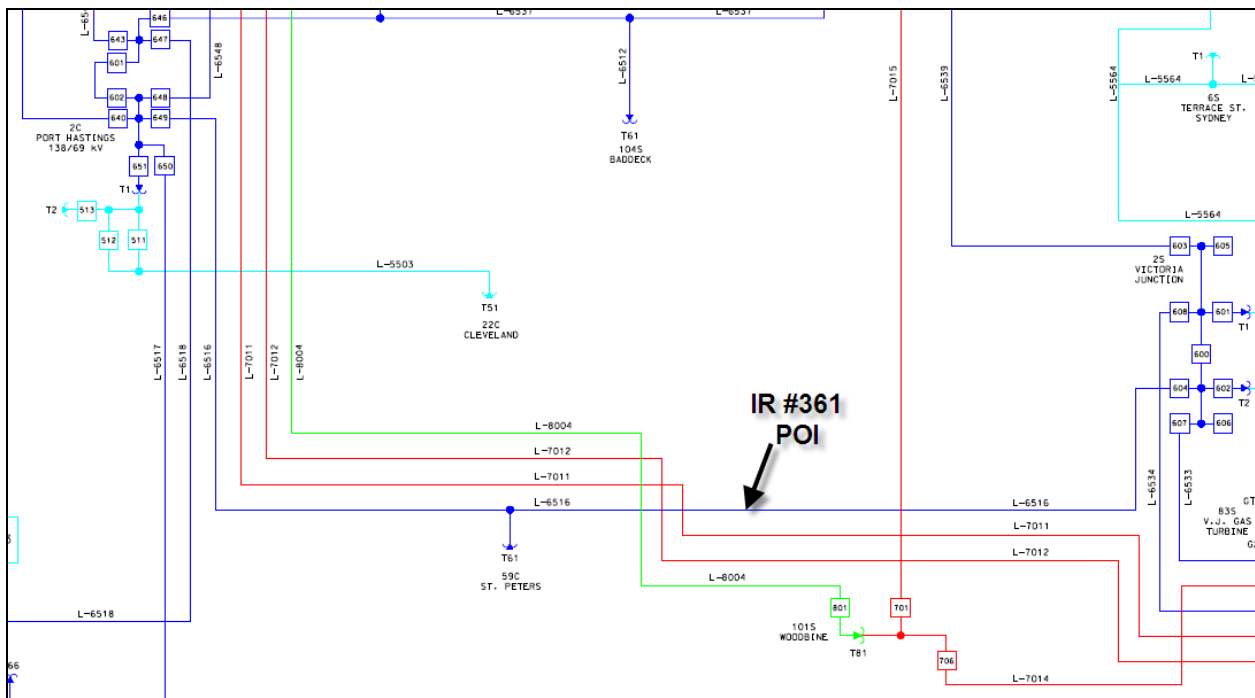 646
L-6537
L-6537
L-65
643
647
601
L-6548
602
648
640
649
2C
PORT HASTINGS
138/69 kV
651
650
T1
T2
513
512
511
L-5503
T51
22C
CLEVELAND
L-6512
T61
104S
BADDECK
L-7015
L-6539
L-5564
L-5564
T1
6S
TERRACE ST.
SYDNEY
L-5564
603
605
2S
VICTORIA
JUNCTION
608
601
T1
600
604
602
T2
607
606
L-6517
L-6518
L-6516
L-7011
L-7012
L-8004
IR #361
POI
L-8004
L-7012
L-7011
L-6516
L-6516
L-7011
L-7012
L-6534
L-6533
GT
83S
V.J. GAS
TURBINE
T61
59C
ST. PETERS
L-8004
801
701
101S
WOODBINE
T81
706
L-7014
L-6518
66